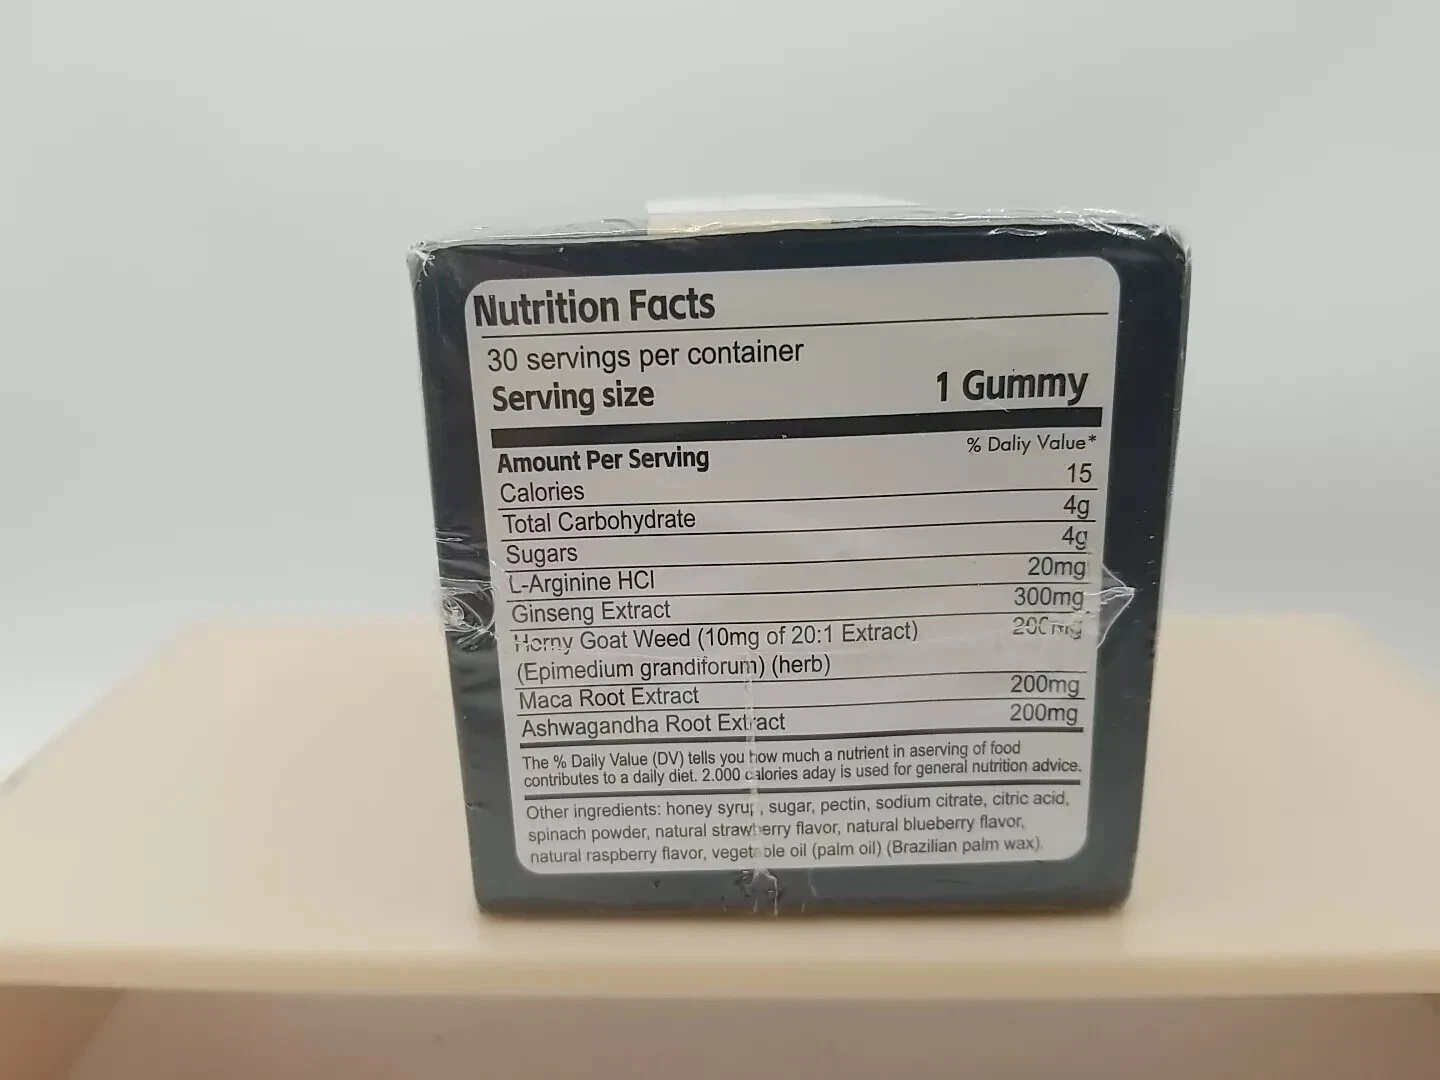 Nutrition Facts
30 servings per container
Serving size 1 Gummy
% Daliy Value*
Amount Per Serving
Calories 15
Total Carbohydrate 4g
Sugars 4g
L-Arginine HCl 20mg
Ginseng Extract 300mg
Horny Goat Weed (10mg of 20:1 Extract)
(Epimedium grandiforum) (herb)
Maca Root Extract 200mg
Ashwagandha Root Extract 200mg
The % Daily Value (DV) tells you how much a nutrient in aserving of food
contributes to a daily diet. 2.000 calories aday is used for general nutrition advice.
Other ingredients: honey syrup, sugar, pectin, sodium citrate, citric acid,
spinach powder, natural strawberry flavor, natural blueberry flavor,
natural raspberry flavor, vegetable oil (palm oil) (Brazilian palm wax).